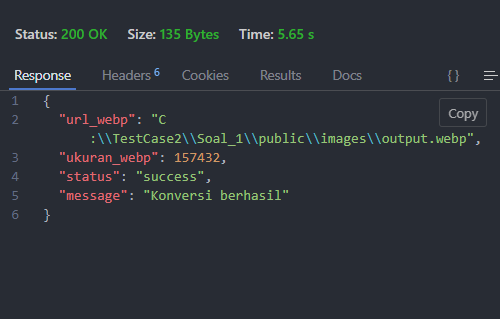 Status: 200 OK Size: 135 Bytes Time: 5.65 s
Response Headers 6 Cookies Results Docs { }
1 {
2 "url_webp": "C
:\\TestCase2\\Soal_1\\public\\images\\output.webp",
Copy
3 "ukuran_webp": 157432,
4 "status": "success",
5 "message": "Konversi berhasil"
6 }